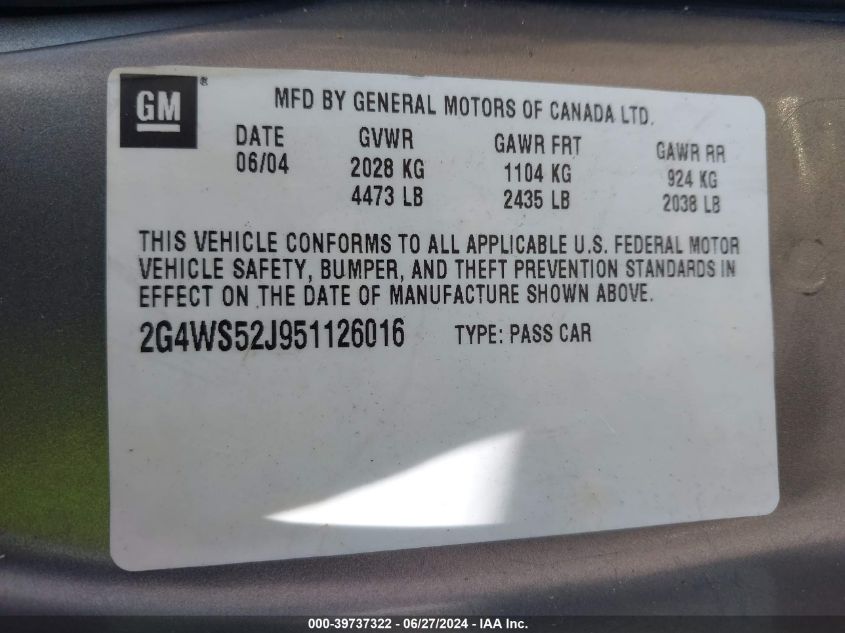 GM®
MFD BY GENERAL MOTORS OF CANADA LTD.
DATE GVWR GAWR FRT GAWR RR
06/04 2028 KG 1104 KG 924 KG
4473 LB 2435 LB 2038 LB
THIS VEHICLE CONFORMS TO ALL APPLICABLE U.S. FEDERAL MOTOR
VEHICLE SAFETY, BUMPER, AND THEFT PREVENTION STANDARDS IN
EFFECT ON THE DATE OF MANUFACTURE SHOWN ABOVE.
2G4WS52J951126016 TYPE: PASS CAR
000-39737322 - 06/27/2024 - IAA Inc.